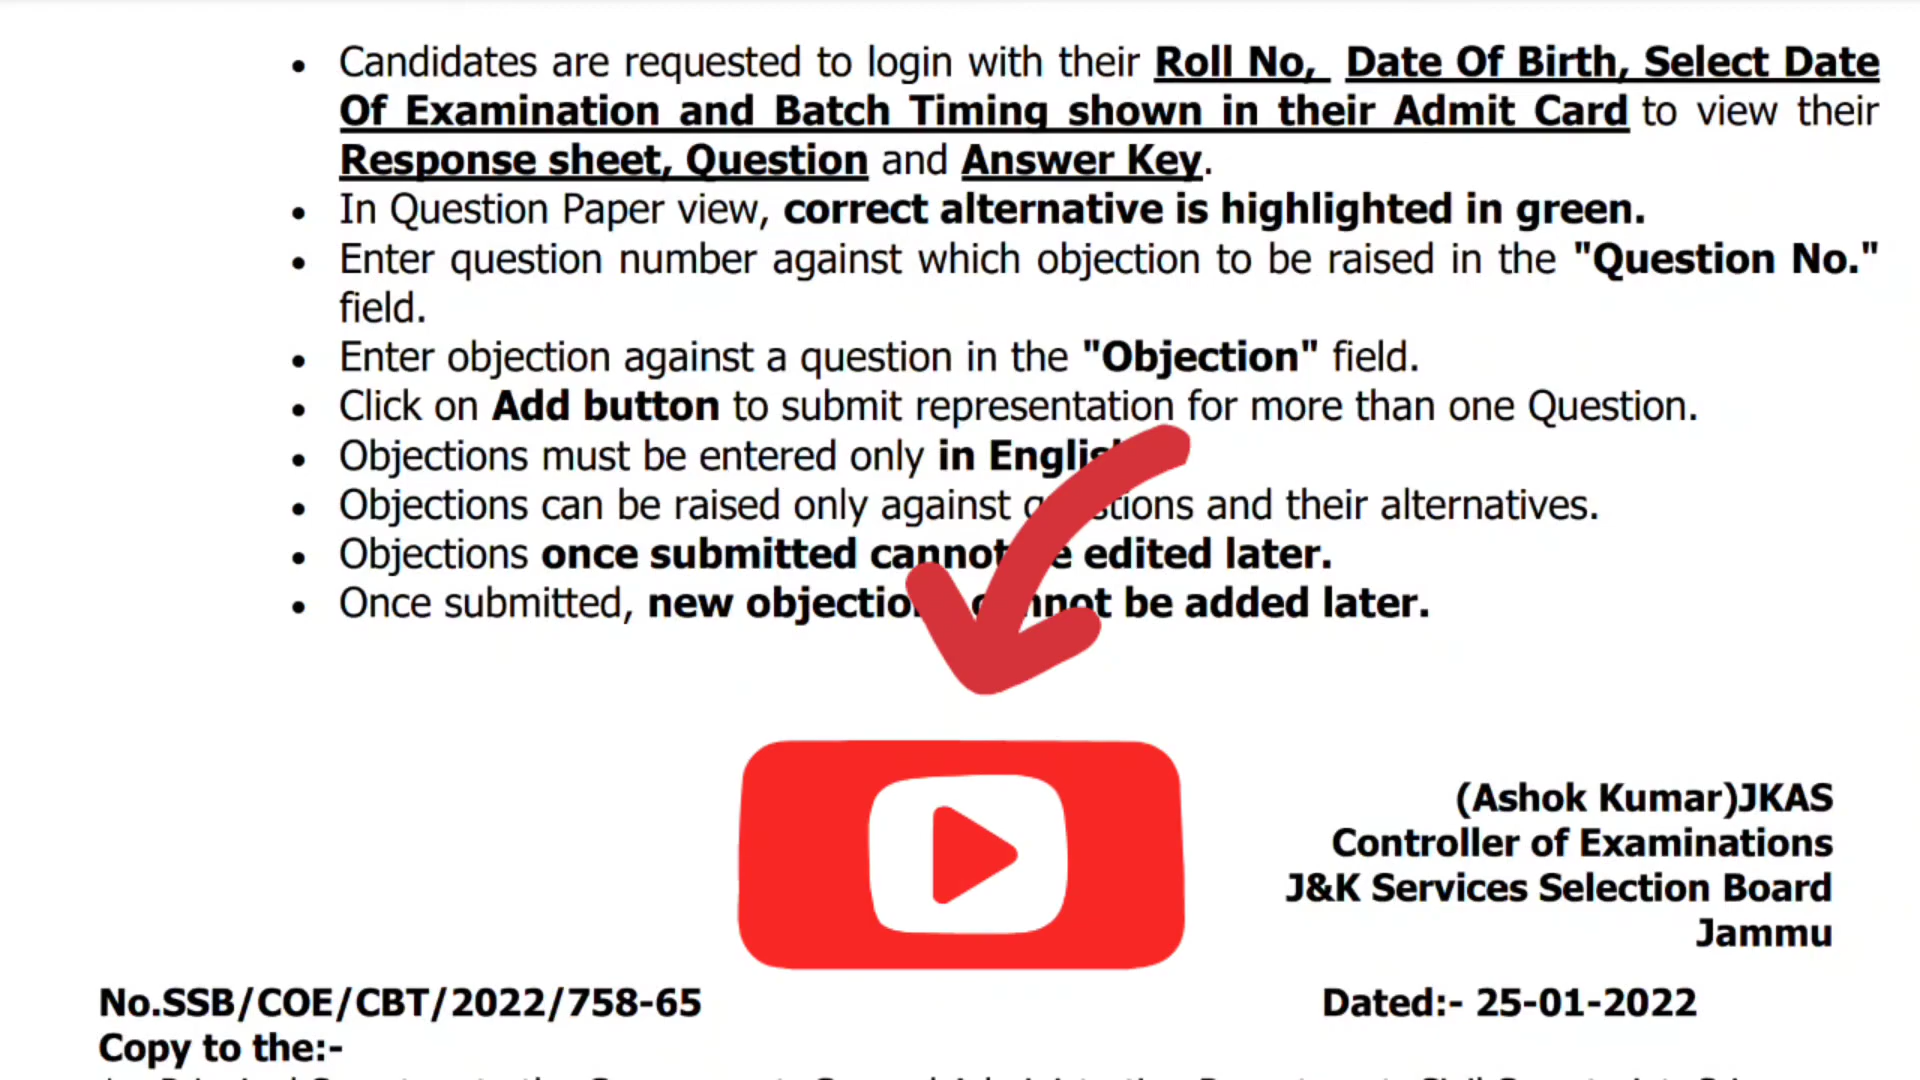 • Candidates are requested to login with their Roll No, Date Of Birth, Select Date
Of Examination and Batch Timing shown in their Admit Card to view their
Response sheet, Question and Answer Key.
• In Question Paper view, correct alternative is highlighted in green.
• Enter question number against which objection to be raised in the "Question No."
field.
• Enter objection against a question in the "Objection" field.
• Click on Add button to submit representation for more than one Question.
• Objections must be entered only in
• Objections can be raised only against and their alternatives.
• Objections once submitted edited later.
• Once submitted, new be added later.
(Ashok Kumar)JKAS
Controller of Examinations
J&K Services Selection Board
Jammu
No.SSB/COE/CBT/2022/758-65
Dated:- 25-01-2022
Copy to the:-